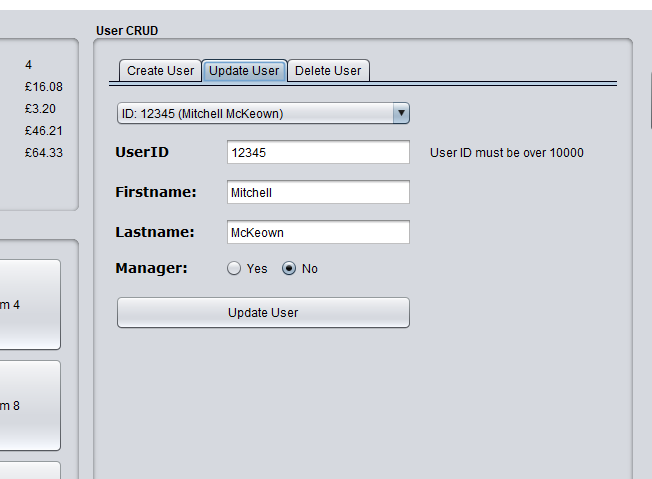 User CRUD
4
£16.08
£3.20
£46.21
£64.33
Create User Update User Delete User
ID: 12345 (Mitchell McKeown)
UserID 12345 User ID must be over 10000
Firstname: Mitchell
Lastname: McKeown
Manager: Yes No
Update User
m 4
m 8